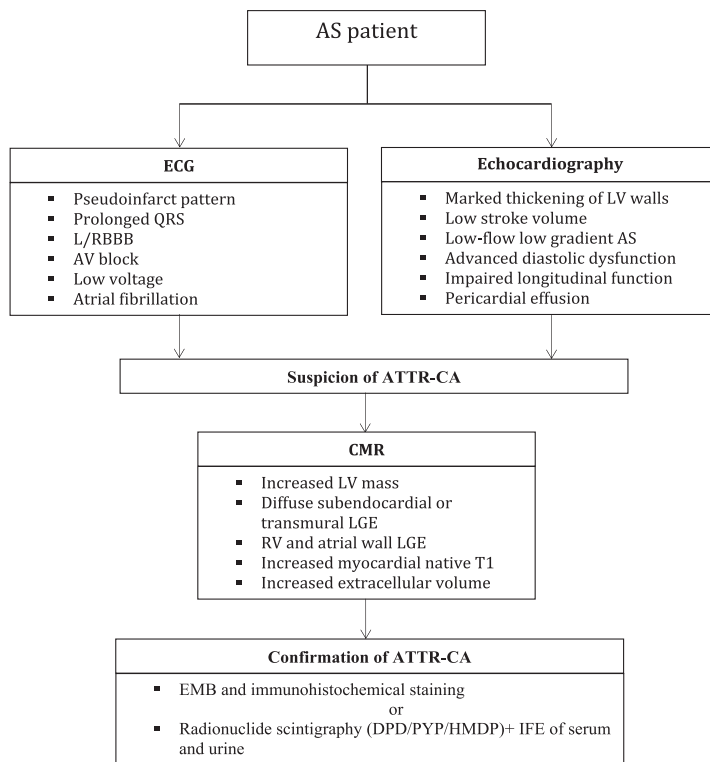 AS patient
ECG
▪ Pseudoinfarct pattern
▪ Prolonged QRS
▪ L/RBBB
▪ AV block
▪ Low voltage
▪ Atrial fibrillation
Echocardiography
▪ Marked thickening of LV walls
▪ Low stroke volume
▪ Low-flow low gradient AS
▪ Advanced diastolic dysfunction
▪ Impaired longitudinal function
▪ Pericardial effusion
Suspicion of ATTR-CA
CMR
▪ Increased LV mass
▪ Diffuse subendocardial or
transmural LGE
▪ RV and atrial wall LGE
▪ Increased myocardial native T1
▪ Increased extracellular volume
Confirmation of ATTR-CA
▪ EMB and immunohistochemical staining
or
▪ Radionuclide scintigraphy (DPD/PYP/HMDP)+ IFE of serum
and urine